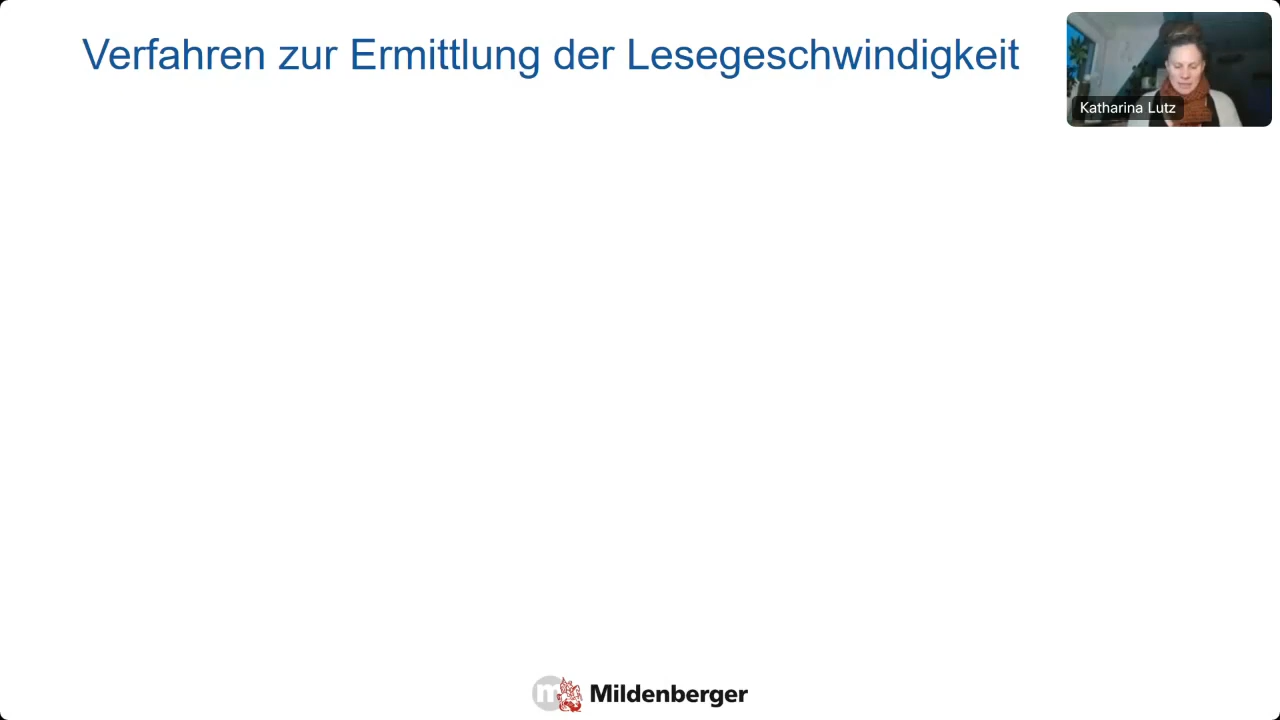 Verfahren zur Ermittlung der Lesegeschwindigkeit
Katharina Lutz
m Mildenberger